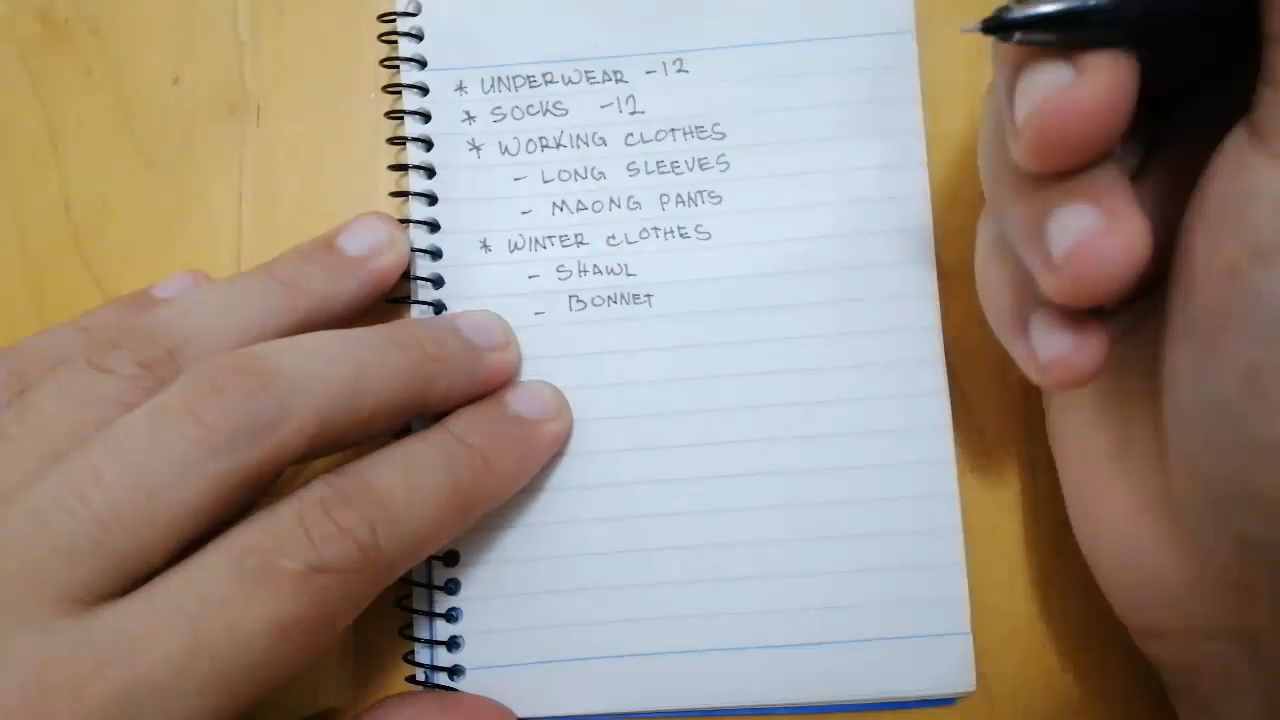 * UNDERWEAR -12
* SOCKS -12
* WORKING CLOTHES
- LONG SLEEVES
- MAONG PANTS
* WINTER CLOTHES
- SHAWL
- BONNET